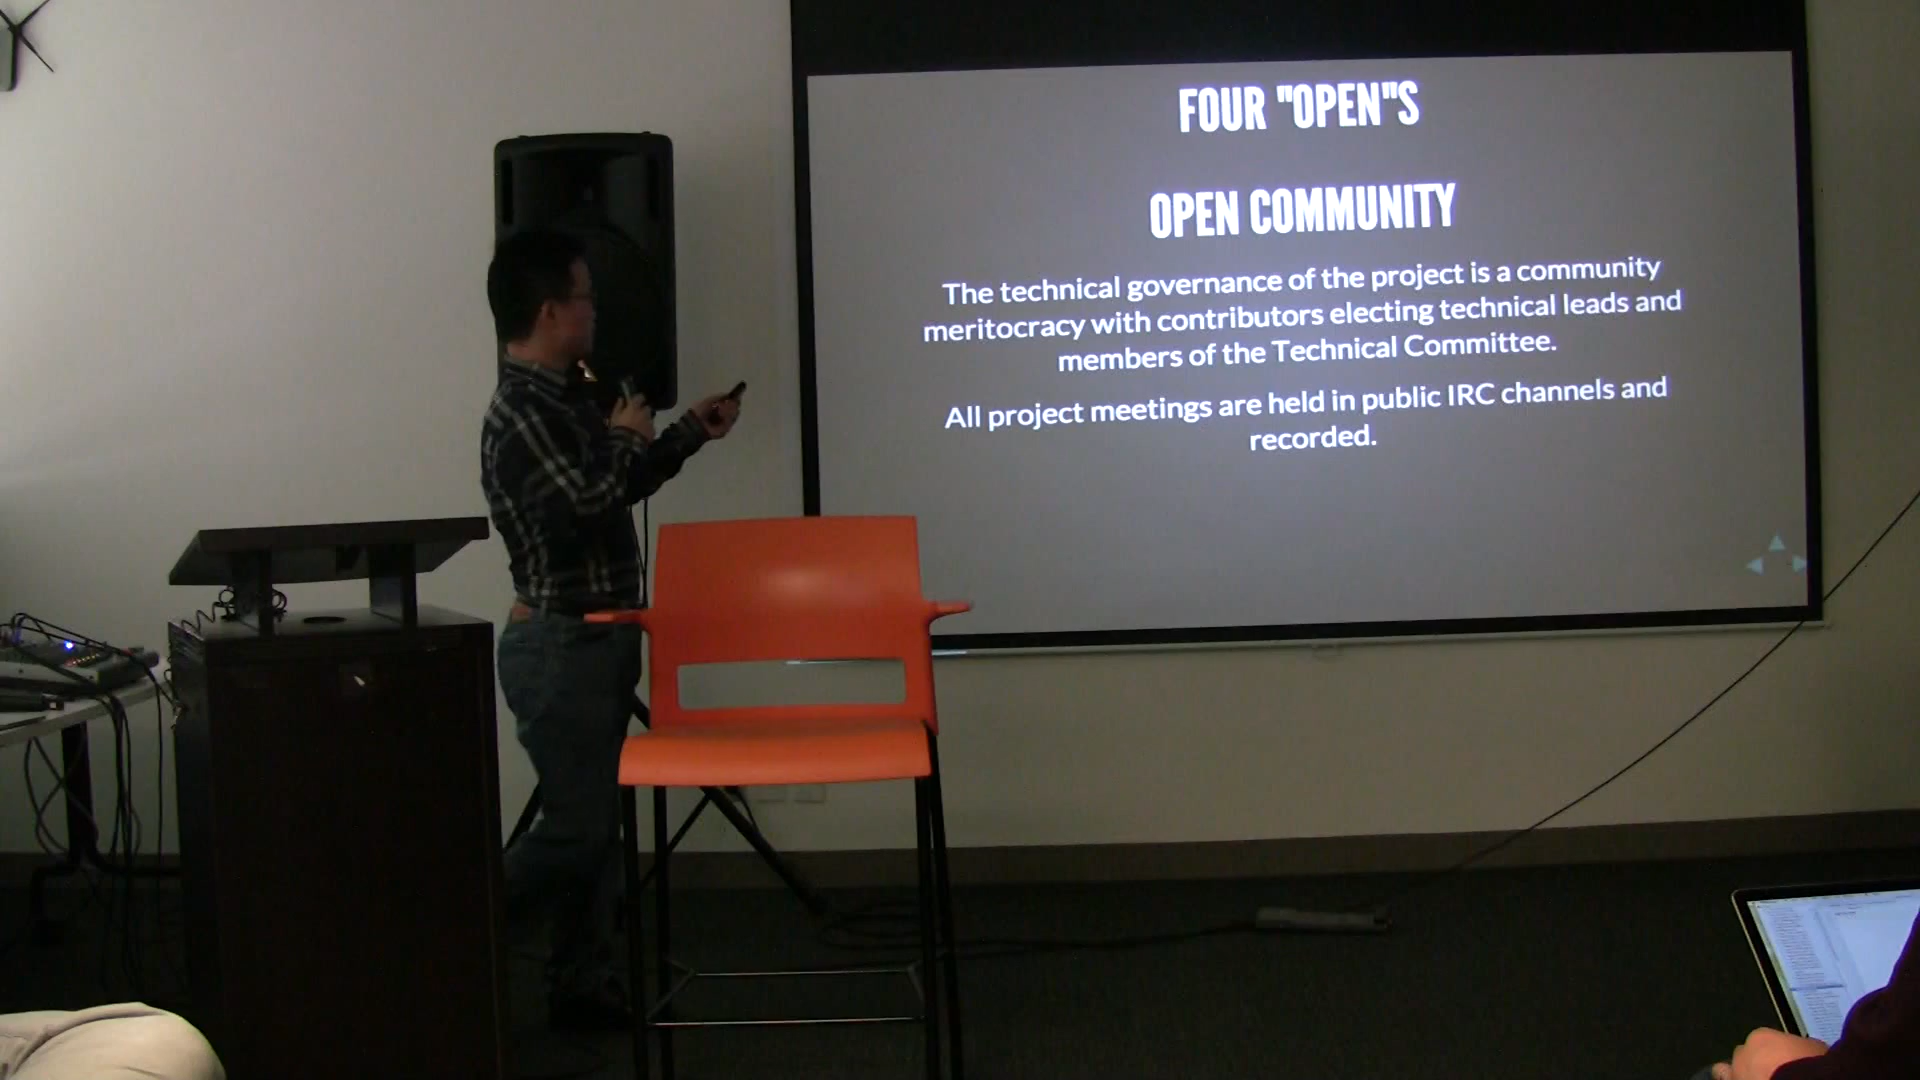 FOUR "OPEN"S
OPEN COMMUNITY
The technical governance of the project is a community
meritocracy with contributors electing technical leads and
members of the Technical Committee.
All project meetings are held in public IRC channels and
recorded.